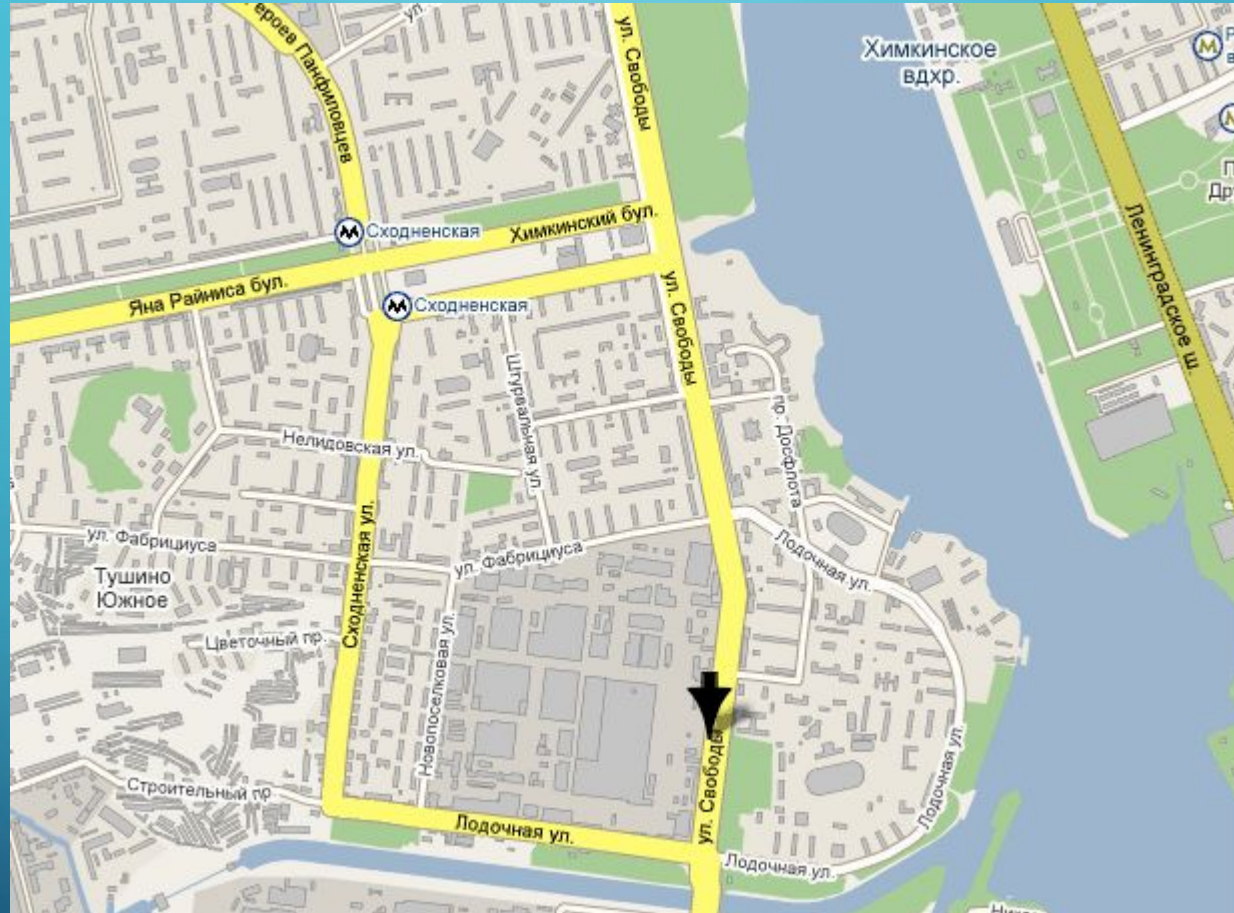 Героев Панфиловцев
ул.
ул. Свободы
Химкинское
вдхр.
М
М
Ленинградское ш.
Сходненская
Химкинский бул.
Яна Райниса бул.
Сходненская
ул. Свободы
Штурвальная ул.
пр. Досфлота
Нелидовская ул.
ул. Фабрициуса
ул. Фабрициуса
Лодочная ул.
Тушино
Южное
Сходненская ул.
Цветочный пр.
Новопоселковая ул.
ул. Свободы
Строительный пр
Лодочная ул.
Лодочная ул.
Лодочная ул.